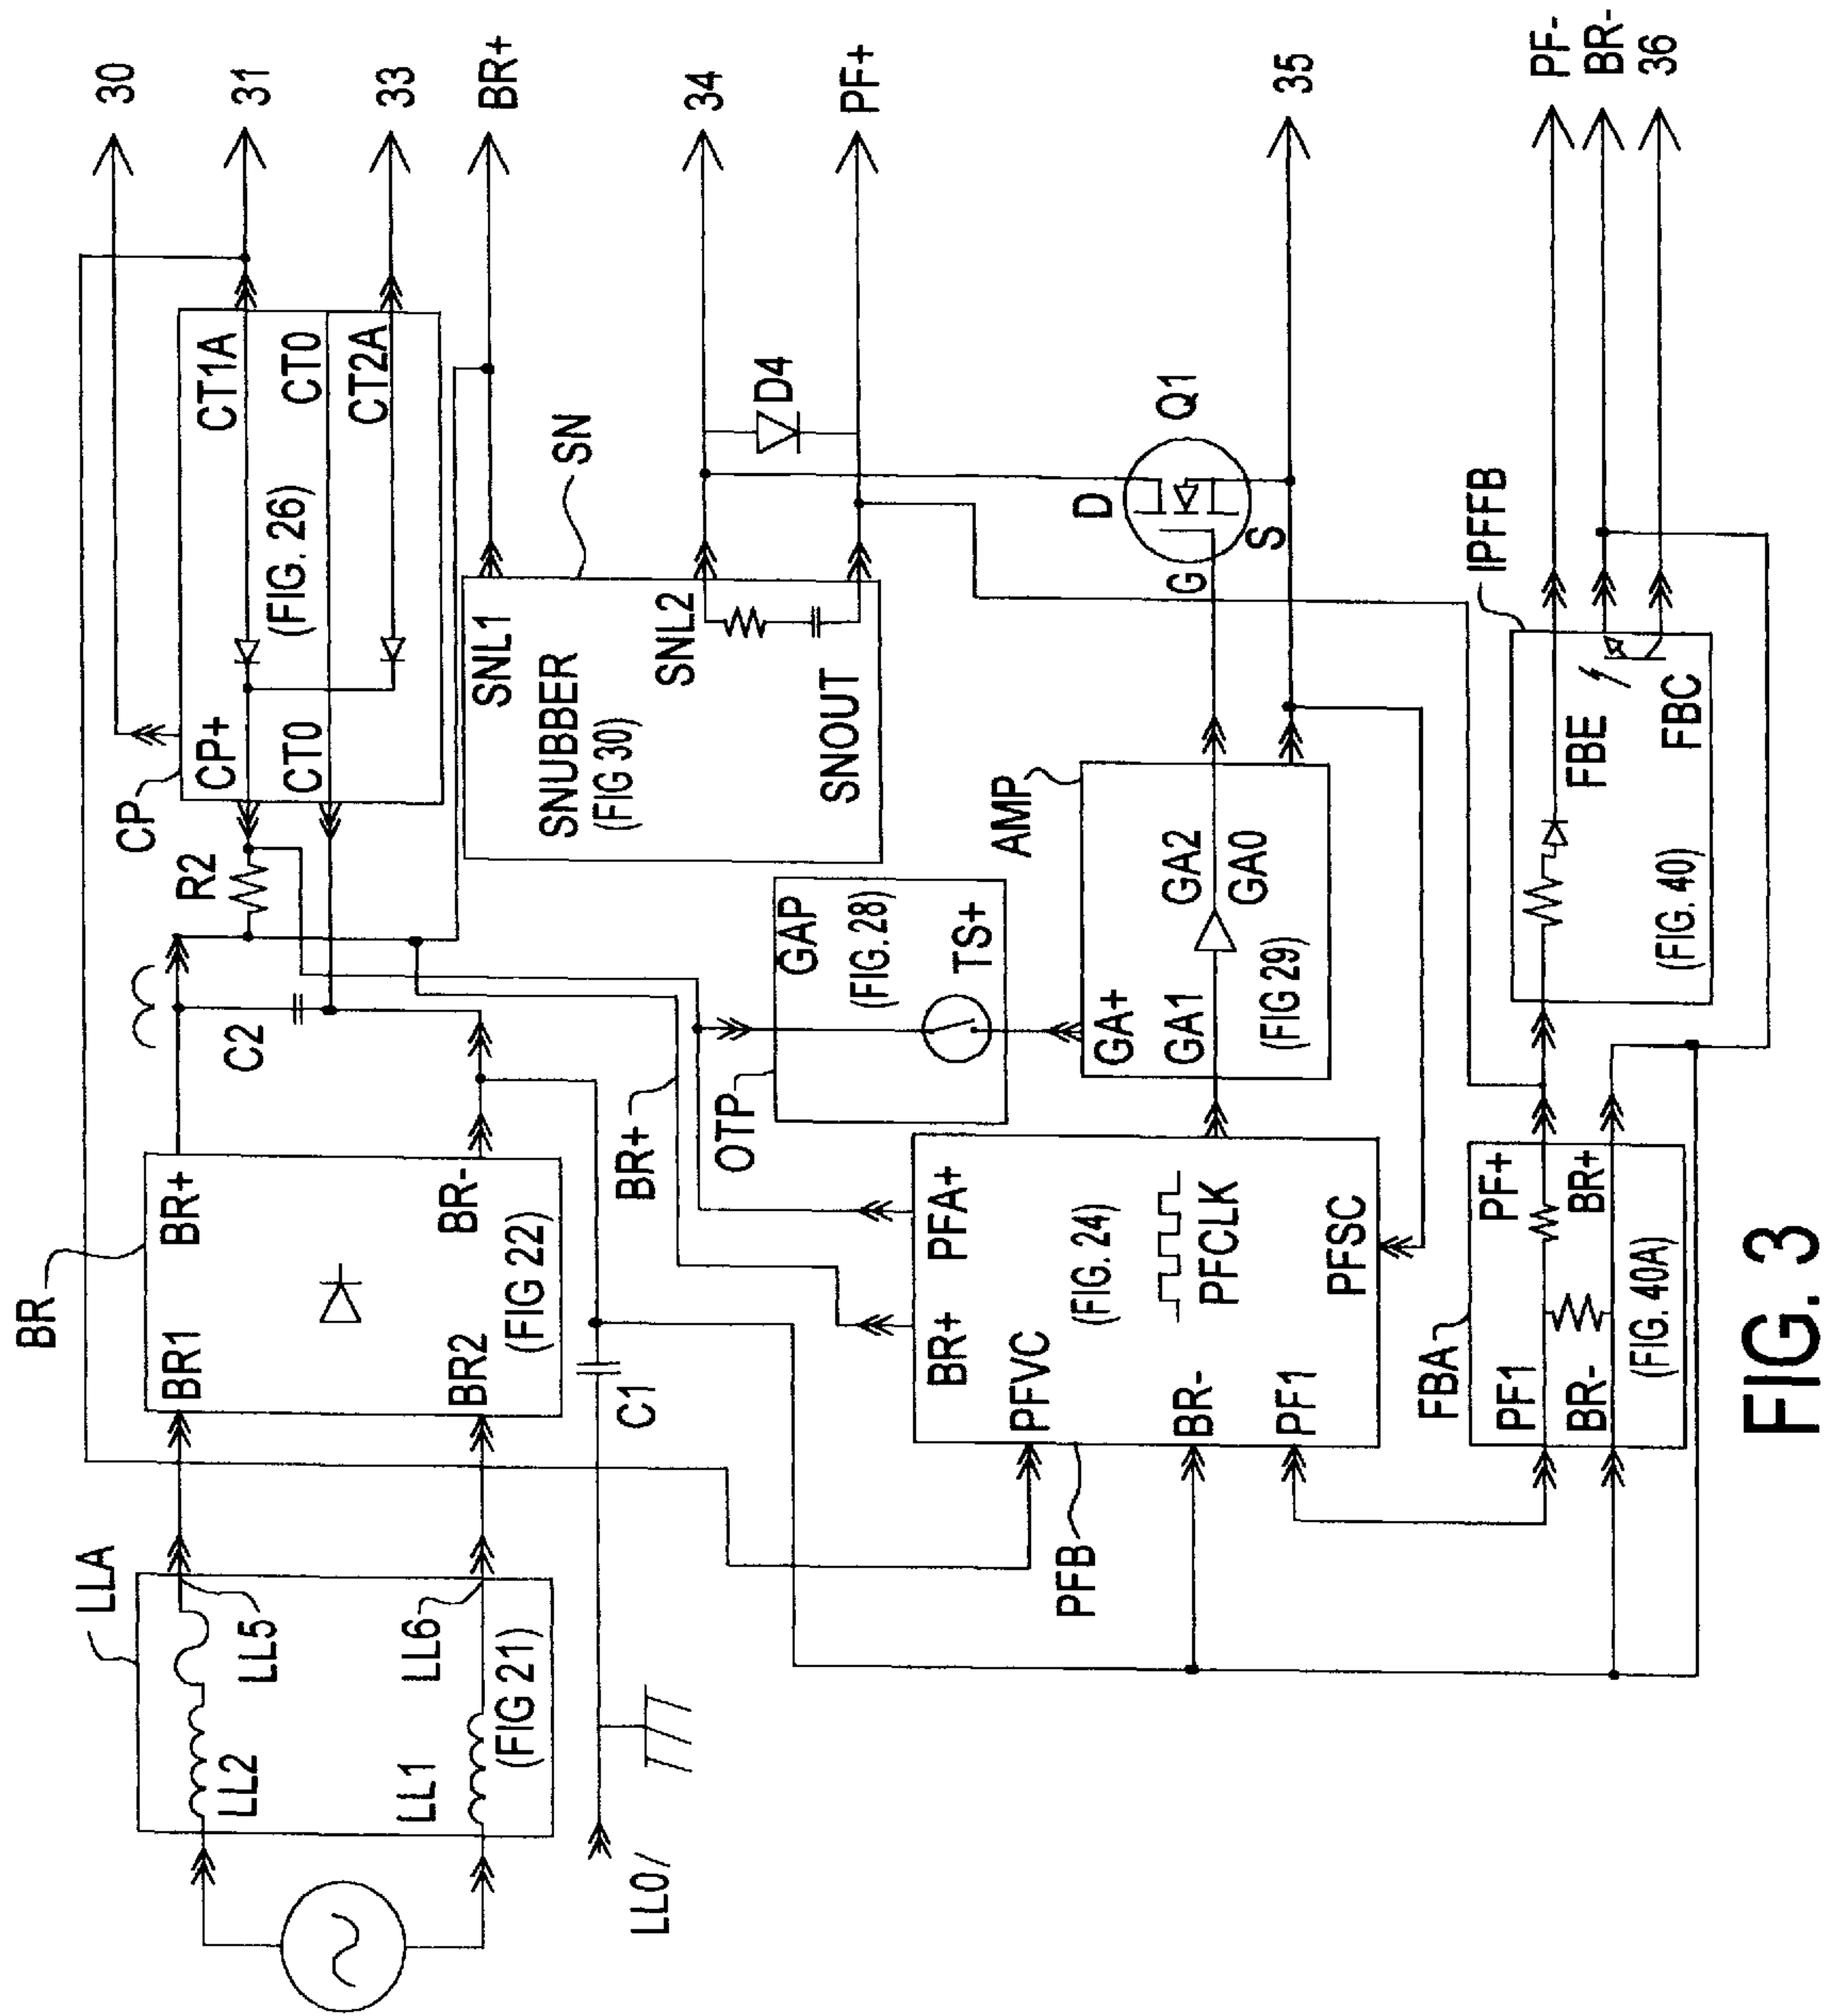 LLA
LL2
LL5
LL1
LL6
(FIG 21)
LL0/
BR
BR1
BR+
BR2
BR-
(FIG 22)
C1
C2
R2
CP
CP+
CT1A
(FIG. 26)
CT0
CT0
CT2A
30
31
33
BR+
SNL1
SN
SNUBBER
(FIG 30)
SNL2
SNOUT
34
D4
PF+
BR+
OTP
GAP
(FIG.28)
TS+
AMP
GA+
GA1
GA2
GA0
(FIG 29)
D
G
S
Q1
35
PFB
BR+
PFA+
PFVC
(FIG.24)
BR-
PFCLK
PF1
PFSC
FBA
PF1
PF+
BR-
BR+
(FIG. 40A)
IPFFB
FBE
FBC
(FIG. 40)
PF-
BR-
36
FIG. 3